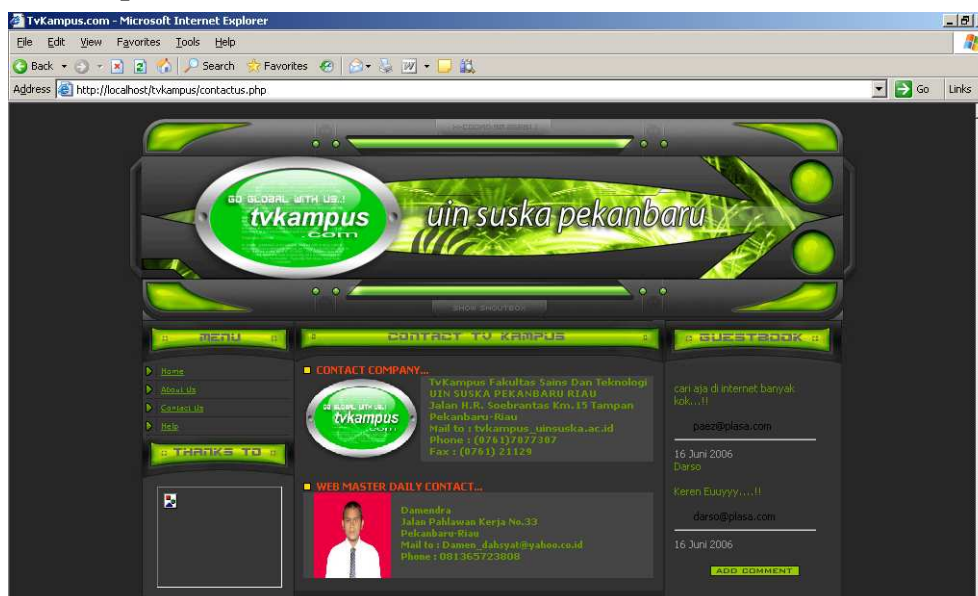 TvKampus.com - Microsoft Internet Explorer
File Edit View Favorites Tools Help
Back Search Favorites
Address http://localhost/tvkampus/contactus.php Go Links
GO GLOBAL WITH US..!
tvkampus
.com
uin suska pekanbaru
SHOW SHOUTBOX
MENU
Home
About Us
Contact Us
Help
THANKS TO
CONTACT TV KAMPUS
CONTACT COMPANY...
tvkampus
.com
TvKampus Fakultas Sains Dan Teknologi
UIN SUSKA PEKANBARU RIAU
Jalan H.R. Soebrantas Km.15 Tampan
Pekanbaru-Riau
Mail to : tvkampus_uinsuska.ac.id
Phone : (0761)7077307
Fax : (0761) 21129
WEB MASTER DAILY CONTACT...
Damendra
Jalan Pahlawan Kerja No.33
Pekanbaru-Riau
Mail to : Damen_dahsyat@yahoo.co.id
Phone : 081365723808
GUESTBOOK
cari aja di internet banyak
kok...!!
paez@plasa.com
16 Juni 2006
Darso
Keren Euuyyy....!!
darso@plasa.com
16 Juni 2006
ADD COMMENT